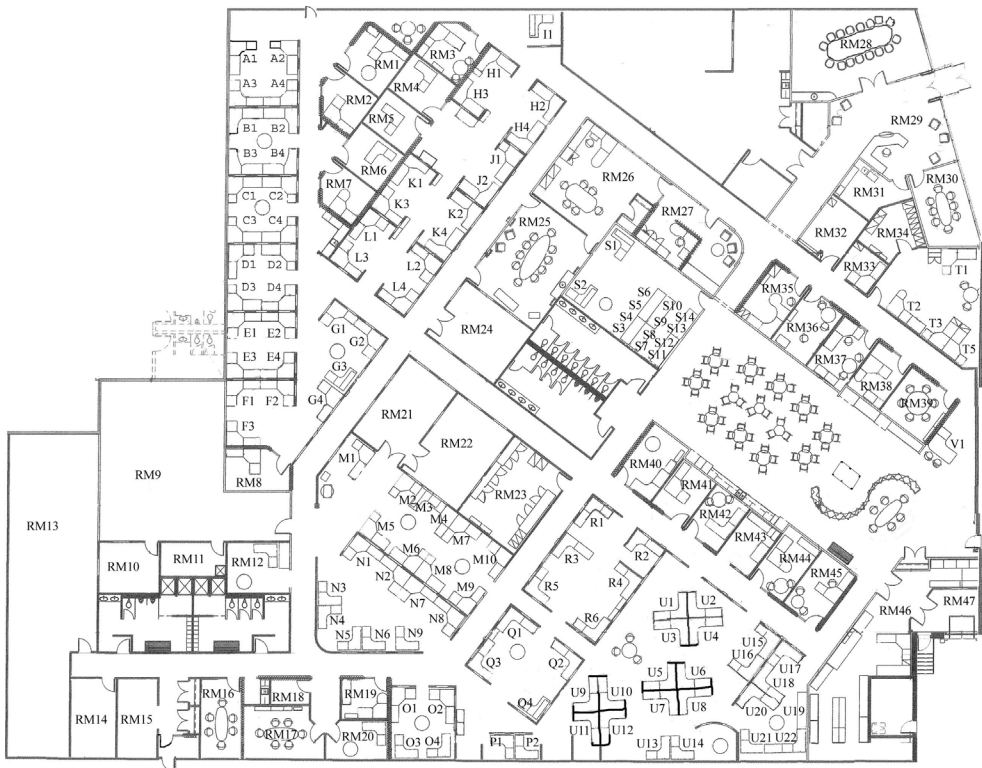 I1
RM28
RM3
RM1
A1 A2
H1
RM4
A3 A4
RM2
H3
H2
RM5
RM29
B1 B2
H4
B3 B4
J1
RM6
RM26
RM31
RM30
K1
RM7
J2
C1 C2
K3
K2
RM27
C3 C4
RM25
RM32
RM34
L1
K4
S1
L3
L2
D1 D2
RM33
T1
S2
RM35
D3 D4
L4
S6
S5 S10
T2
S4 S14
G1
RM24
S9
S3 S13
RM36
T3
E1 E2
S8
G2
S7 S12
T5
S11
RM37
E3 E4
G3
RM38
G4
F1 F2
RM39
RM21
F3
RM22
V1
M1
RM40
RM9
RM8
RM41
M2
RM23
M3
RM42
M4
R1
RM13
M5
M7
RM43
R2
RM10
RM11
RM12
M6
M10
R3
RM44
N1
M8
R4
RM45
N2
R5
N3
M9
U1 U2
RM47
N7
RM46
N4
N8
R6
U3 U4
N5 N6 N9
Q1
U15
U16
U17
Q3
Q2
U5 U6
U18
RM14
RM15
RM16
RM18
RM19
O1 O2
Q4
U9 U10
U7 U8
U20
U19
RM17
RM20
U11 U12
O3 O4
P1 P2
U13 U14
U21 U22